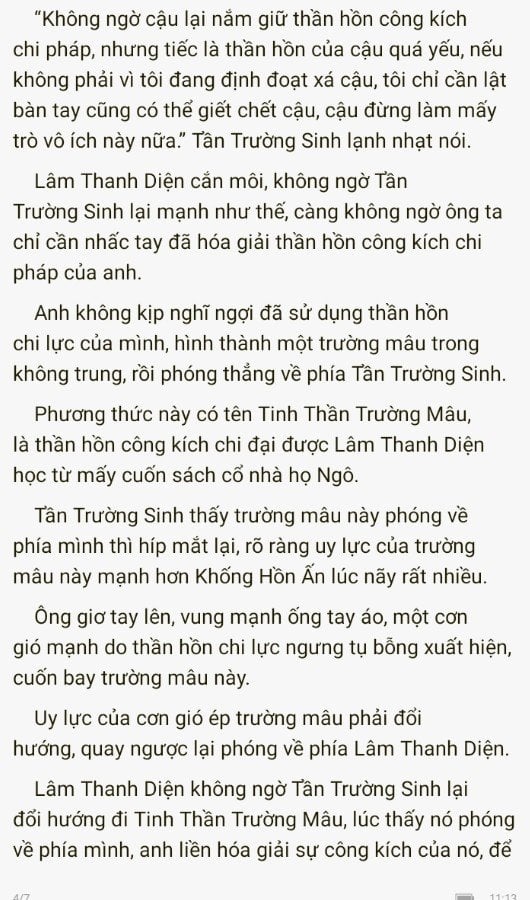 “Không ngờ cậu lại nắm giữ thần hồn công kích
chi pháp, nhưng tiếc là thần hồn của cậu quá yếu, nếu
không phải vì tôi đang định đoạt xá cậu, tôi chỉ cần lật
bàn tay cũng có thể giết chết cậu, cậu đừng làm mấy
trò vô ích này nữa.” Tần Trường Sinh lạnh nhạt nói.
Lâm Thanh Diện cắn môi, không ngờ Tần
Trường Sinh lại mạnh như thế, càng không ngờ ông ta
chỉ cần nhấc tay đã hóa giải thần hồn công kích chi
pháp của anh.
Anh không kịp nghĩ ngợi đã sử dụng thần hồn
chi lực của mình, hình thành một trường mâu trong
không trung, rồi phóng thẳng về phía Tần Trường Sinh.
Phương thức này có tên Tinh Thần Trường Mâu,
là thần hồn công kích chi đại được Lâm Thanh Diện
học từ mấy cuốn sách cổ nhà họ Ngô.
Tần Trường Sinh thấy trường mâu này phóng về
phía mình thì híp mắt lại, rõ ràng uy lực của trường
mâu này mạnh hơn Khống Hồn Ấn lúc nãy rất nhiều.
Ông giơ tay lên, vung mạnh ống tay áo, một cơn
gió mạnh do thần hồn chi lực ngưng tụ bỗng xuất hiện,
cuốn bay trường mâu này.
Uy lực của cơn gió ép trường mâu phải đổi
hướng, quay ngược lại phóng về phía Lâm Thanh Diện.
Lâm Thanh Diện không ngờ Tần Trường Sinh lại
đổi hướng đi Tinh Thần Trường Mâu, lúc thấy nó phóng
về phía mình, anh liền hóa giải sự công kích của nó, để
4/7 11:13